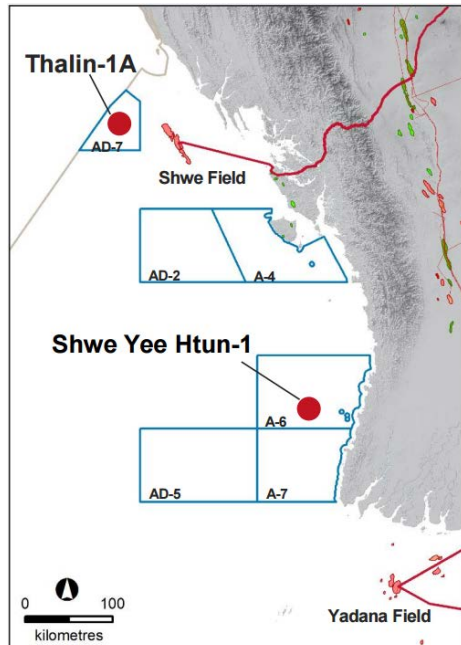 Thalin-1A
AD-7
Shwe Field
AD-2
A-4
Shwe Yee Htun-1
A-6
AD-5
A-7
0 100
kilometres
Yadana Field